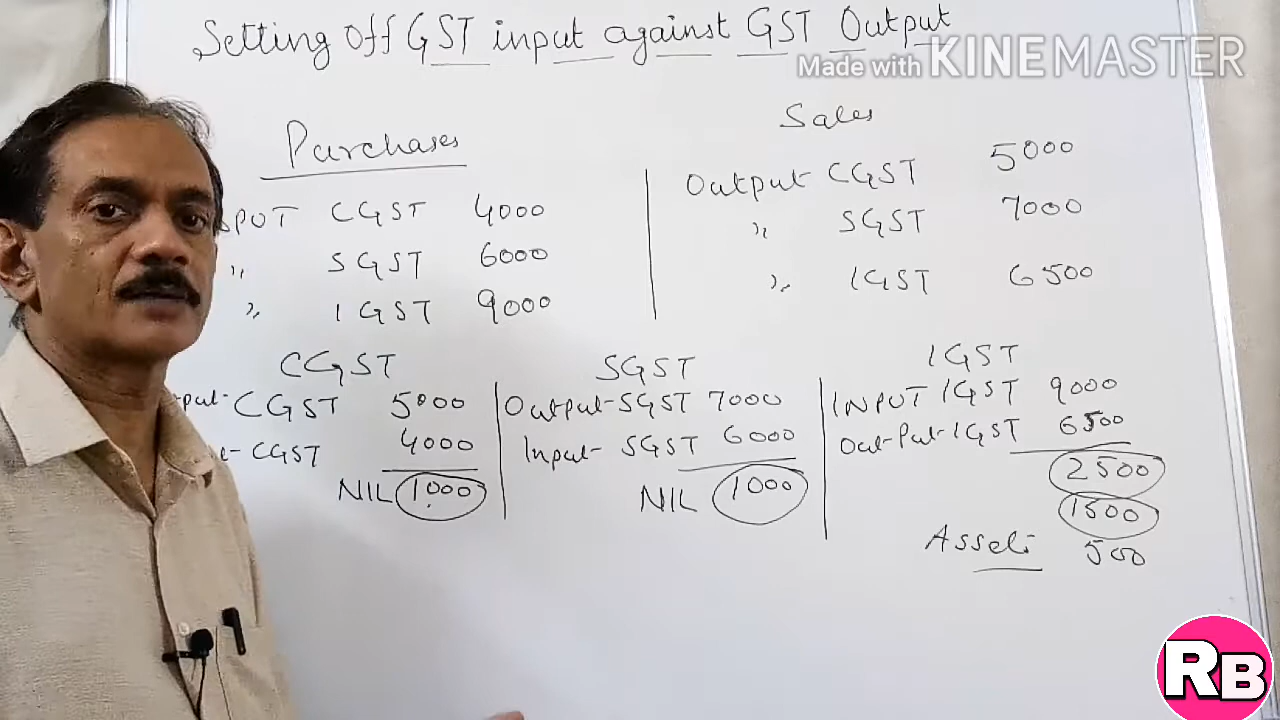 Setting Off GST input against GST Output
Made with KINEMASTER
Purchases
CGST 4000
,, SGST 6000
,, IGST 9000
Sales
Output CGST 5000
,, SGST 7000
,, IGST 6500
CGST
CGST 5000
CGST 4000
NIL 1000
SGST
Output-SGST 7000
Input- SGST 6000
NIL 1000
IGST
INPUT IGST 9000
Out-Put-IGST 6500
2500
Asset: 500
RB